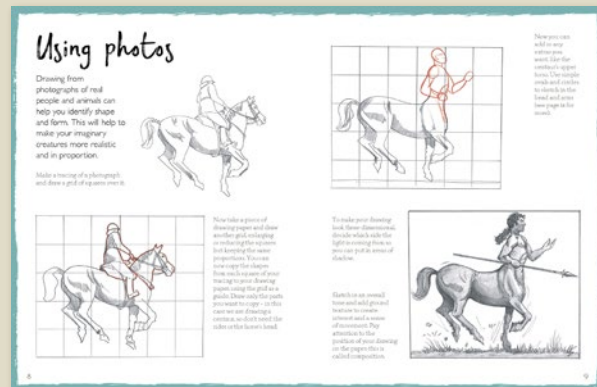 Using photos
Drawing from
photographs of real
people and animals can
help you identify shape
and form. This will help to
make your imaginary
creatures more realistic
and in proportion.
Make a tracing of a photograph
and draw a grid of squares over it.
Now take a piece of
drawing paper and draw
another grid, enlarging
or reducing the squares
but keeping the same
proportions. You can
now copy the shapes
from each square of your
tracing to your drawing
paper, using the grid as a
guide. Draw only the parts
you want to copy - in this
case we are drawing a
centaur, so don't need the
rider or the horse's head.
Now you can
add in any
extras you
want, like the
centaur's upper
torso. Use simple
ovals and circles
to sketch in the
head and arms
(see page
To make your drawing
look three-dimensional,
decide which side the
light is coming from, so
you can put in areas of
shadow.
Sketch in an overall
tone and add ground
texture to create
interest and a sense
of movement. Pay
attention to the
position of your drawing
on the paper; this is
called composition.
8
9